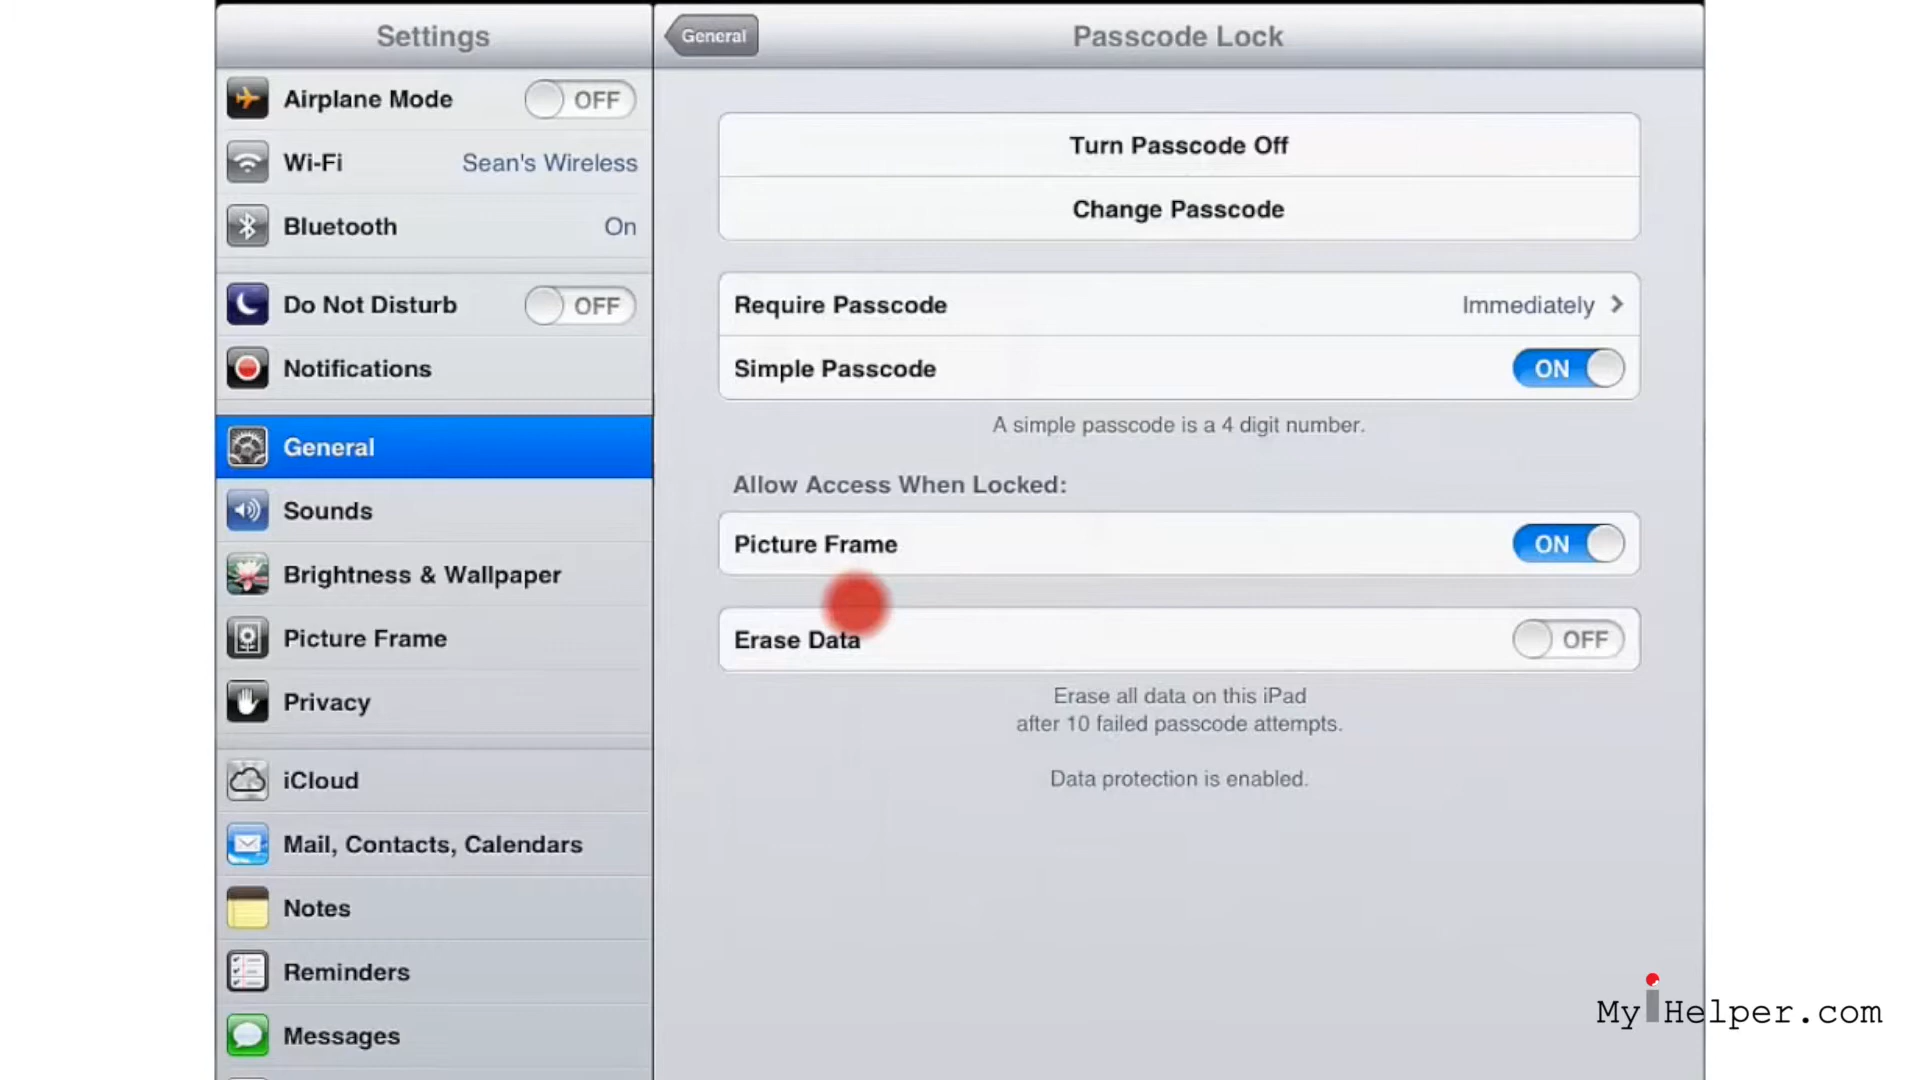 Settings
General
Passcode Lock
Airplane Mode OFF
Wi-Fi Sean's Wireless
Bluetooth On
Do Not Disturb OFF
Notifications
General
Sounds
Brightness & Wallpaper
Picture Frame
Privacy
iCloud
Mail, Contacts, Calendars
Notes
Reminders
Messages
Turn Passcode Off
Change Passcode
Require Passcode Immediately
Simple Passcode ON
A simple passcode is a 4 digit number.
Allow Access When Locked:
Picture Frame ON
Erase Data OFF
Erase all data on this iPad
after 10 failed passcode attempts.
Data protection is enabled.
MyiHelper.com